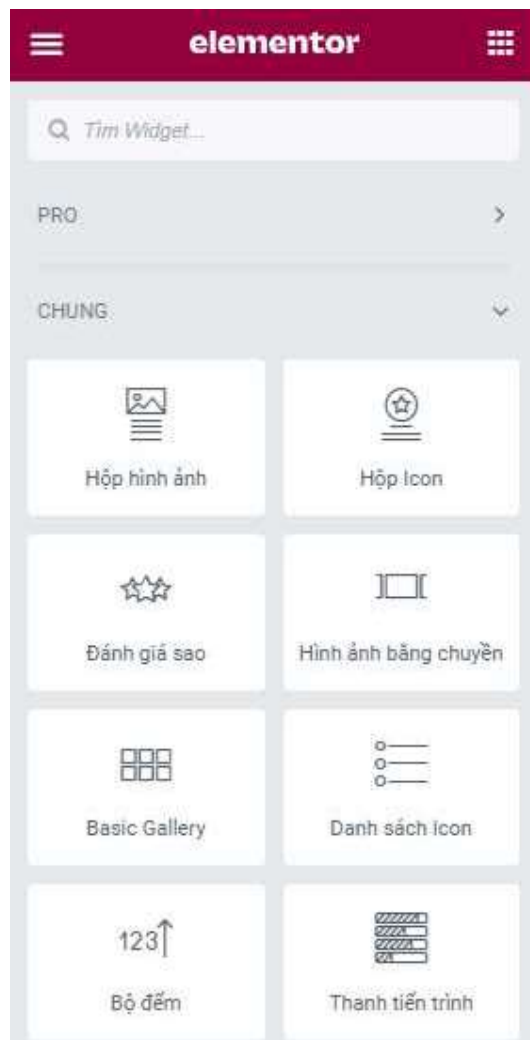 elementor
Tìm Widget...
PRO
CHUNG
Hộp hình ảnh
Hộp Icon
Đánh giá sao
Hình ảnh băng chuyền
Basic Gallery
Danh sách Icon
123
Bộ đếm
Thanh tiến trình